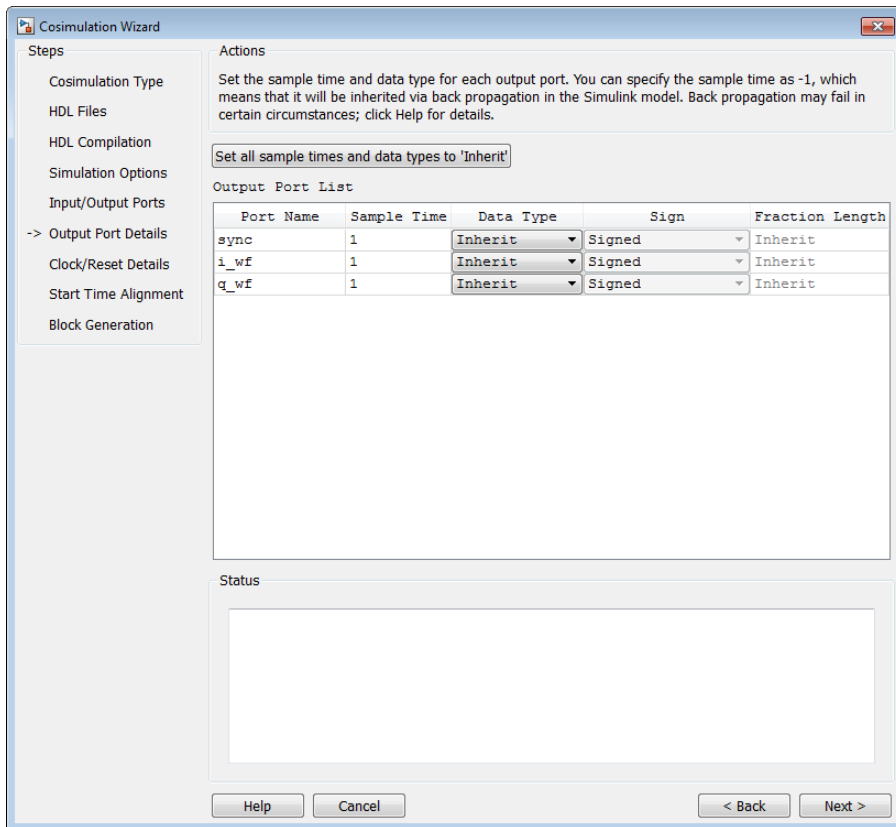 Cosimulation Wizard
Steps
Cosimulation Type
HDL Files
HDL Compilation
Simulation Options
Input/Output Ports
-> Output Port Details
Clock/Reset Details
Start Time Alignment
Block Generation
Actions
Set the sample time and data type for each output port. You can specify the sample time as -1, which
means that it will be inherited via back propagation in the Simulink model. Back propagation may fail in
certain circumstances; click Help for details.
Set all sample times and data types to 'Inherit'
Output Port List
Port Name Sample Time Data Type Sign Fraction Length
sync 1 Inherit Signed Inherit
i_wf 1 Inherit Signed Inherit
q_wf 1 Inherit Signed Inherit
Status
Help Cancel < Back Next >